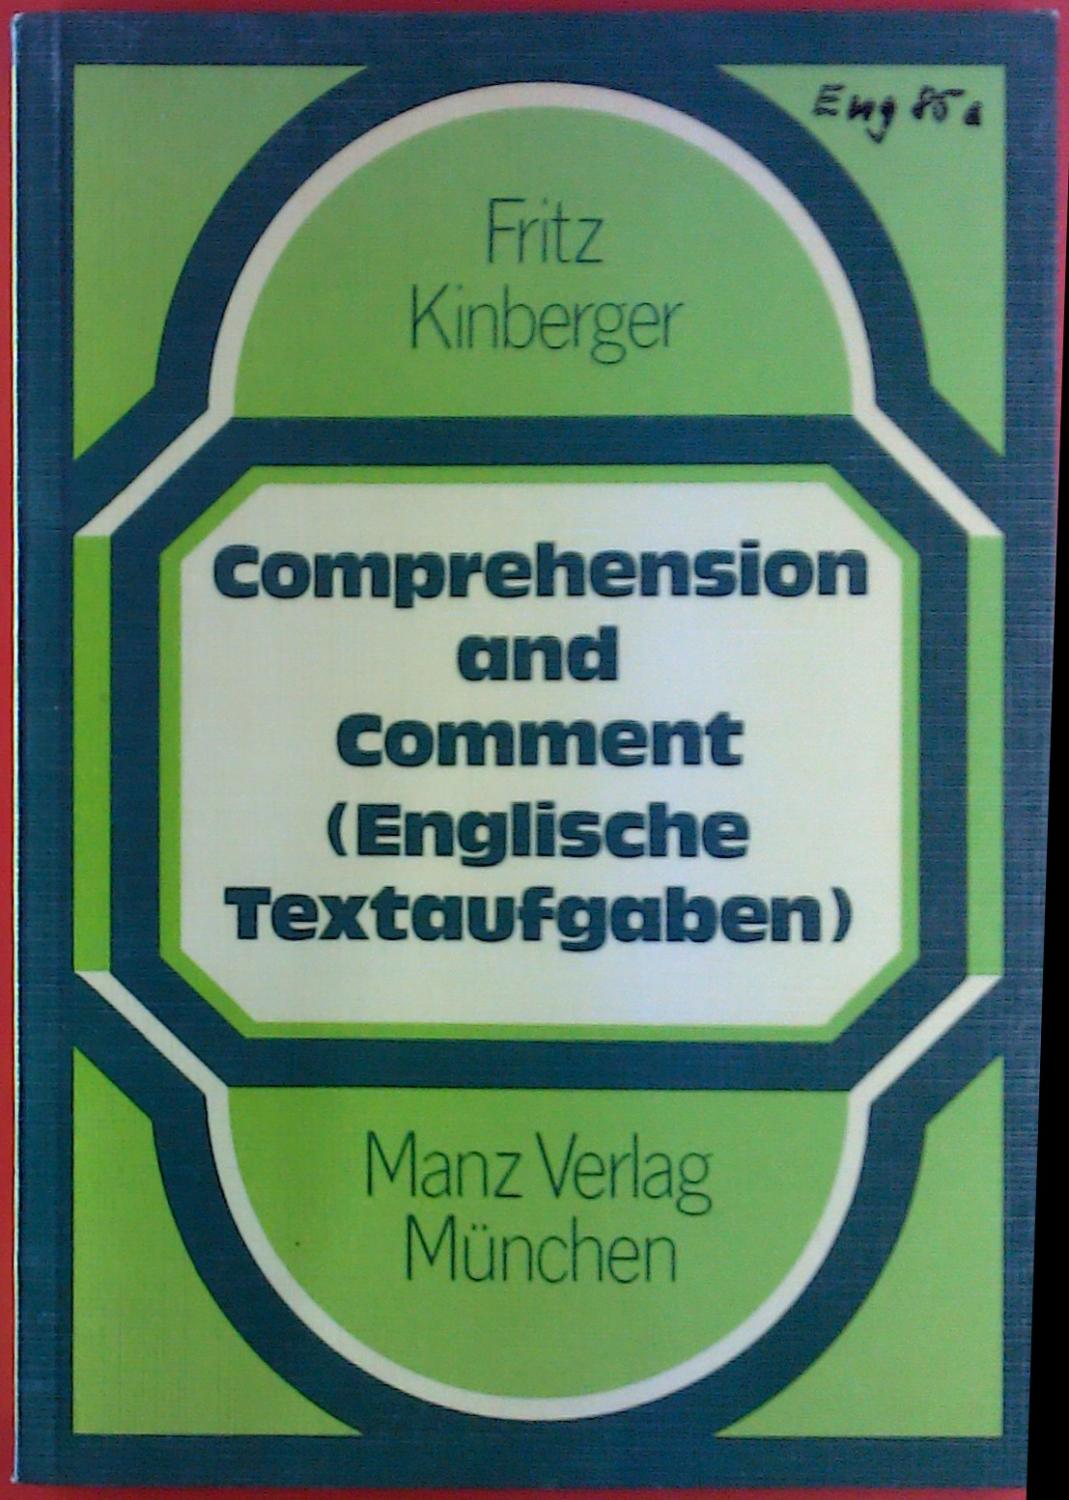 Eng 85 a
Fritz
Kinberger
Comprehension
and
Comment
(Englische
Textaufgaben)
Manz Verlag
München